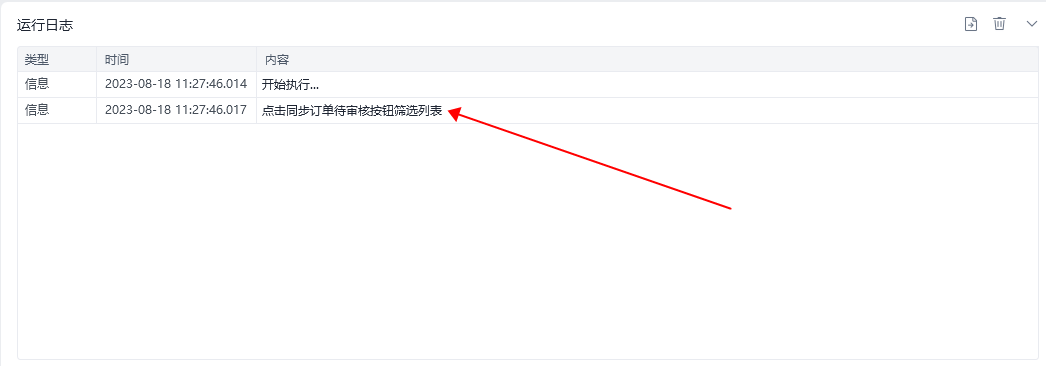 运行日志
类型 时间 内容
信息 2023-08-18 11:27:46.014 开始执行...
信息 2023-08-18 11:27:46.017 点击同步订单待审核按钮筛选列表